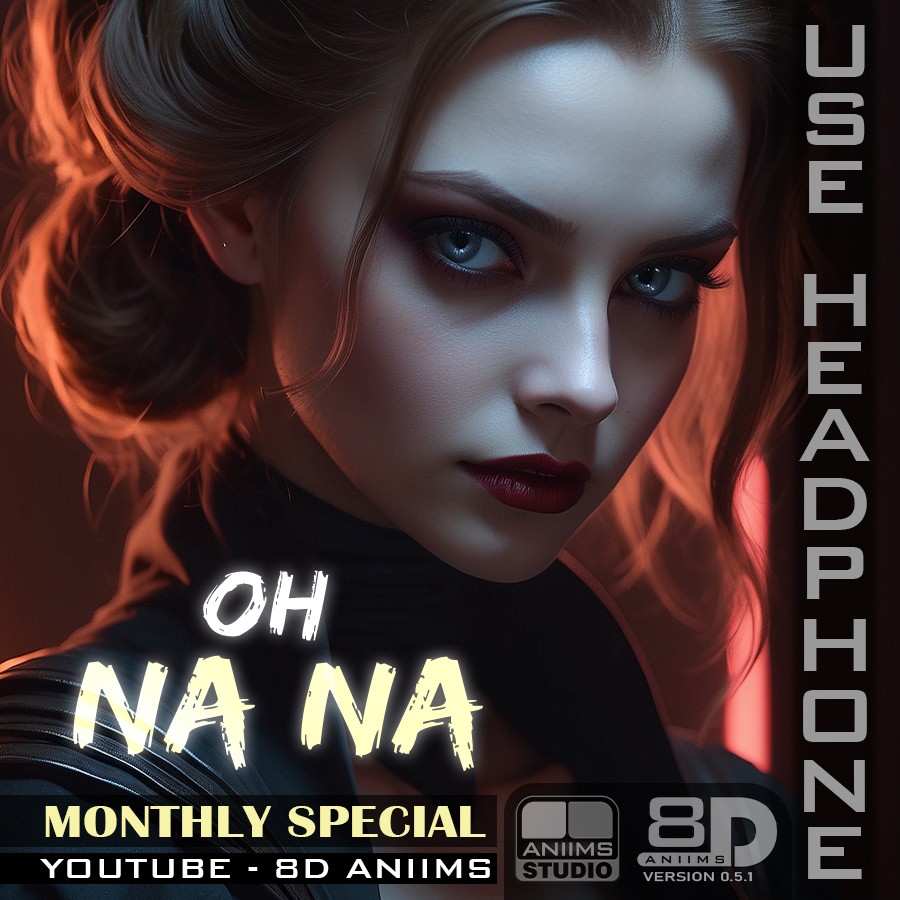 USE HEADPHONE
OH
NA NA
MONTHLY SPECIAL
YOUTUBE - 8D ANIIMS
ANIIMS
STUDIO
8D
ANIIMS
VERSION 0.5.1